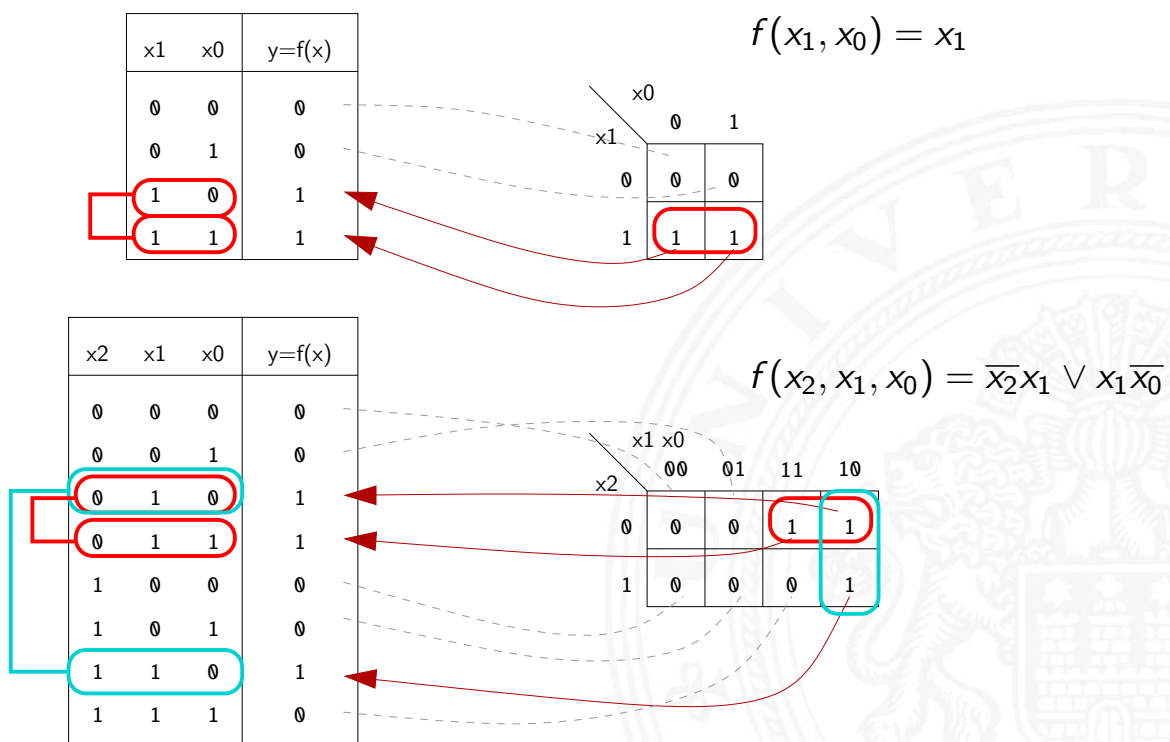 f(x1, x0) = x1
x1 x0 y=f(x)
0 0 0
0 1 0
1 0 1
1 1 1
x0
x1
0 1
0 0 0
1 1 1
f(x2, x1, x0) = x̅2̅x1 ∨ x1x̅0̅
x2 x1 x0 y=f(x)
0 0 0 0
0 0 1 0
0 1 0 1
0 1 1 1
1 0 0 0
1 0 1 0
1 1 0 1
1 1 1 0
x1 x0
x2
00 01 11 10
0 0 0 1 1
1 0 0 0 1
V E R